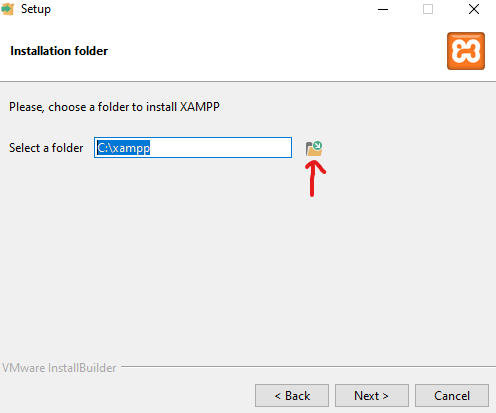 Setup
Installation folder
Please, choose a folder to install XAMPP
Select a folder C:\xampp
VMware InstallBuilder
< Back Next > Cancel